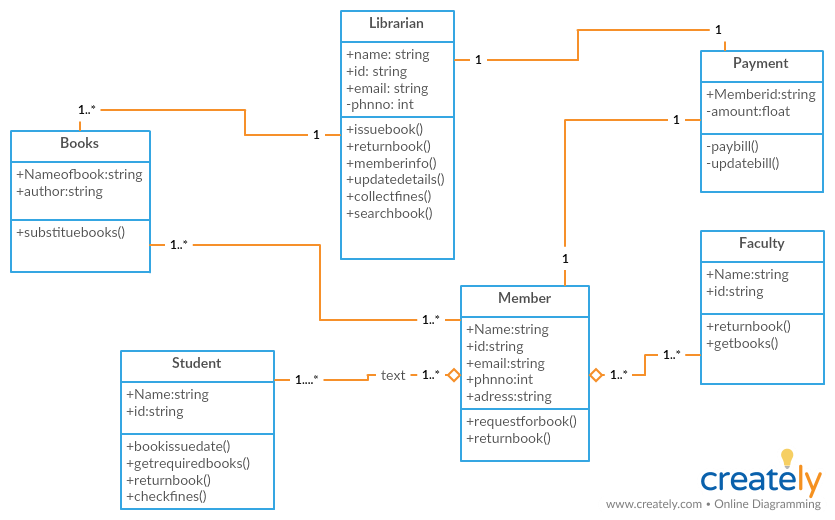 Librarian
+name: string
+id: string
+email: string
-phnno: int
+issuebook()
+returnbook()
+memberinfo()
+updatedetails()
+collectfines()
+searchbook()
1
1
Payment
+Memberid:string
-amount:float
-paybill()
-updatebill()
1..*
1
Books
+Nameofbook:string
+author:string
+substituebooks()
1
1
1..*
1..*
Faculty
+Name:string
+id:string
+returnbook()
+getbooks()
Member
+Name:string
+id:string
+email:string
+phnno:int
+adress:string
+requestforbook()
+returnbook()
1..*
1..*
Student
+Name:string
+id:string
+bookissuedate()
+getrequiredbooks()
+returnbook()
+checkfines()
1....*
text
1..*
creately
www.creately.com • Online Diagramming